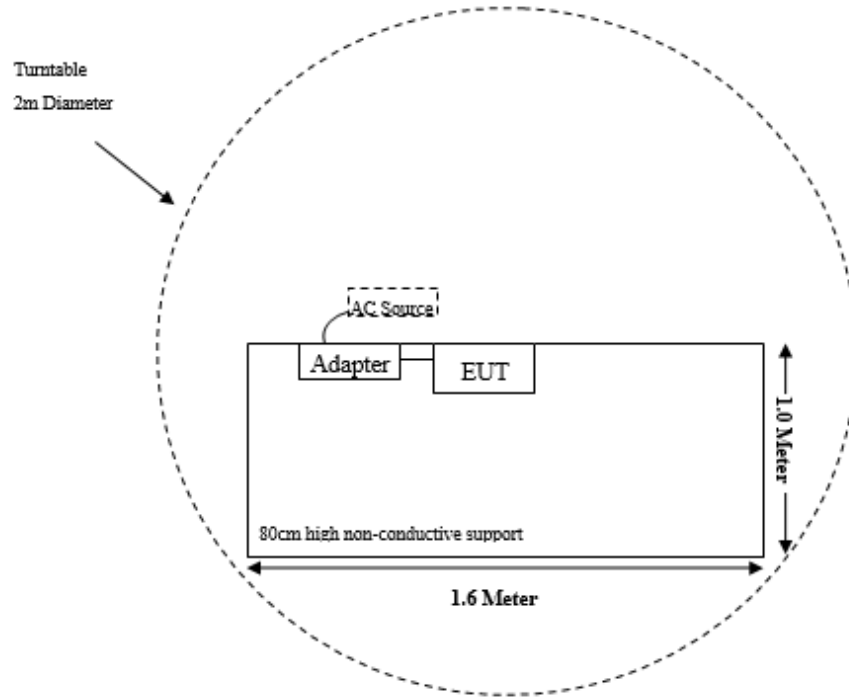 Turntable
2m Diameter
AC Source
Adapter
EUT
1.0 Meter
80cm high non-conductive support
1.6 Meter